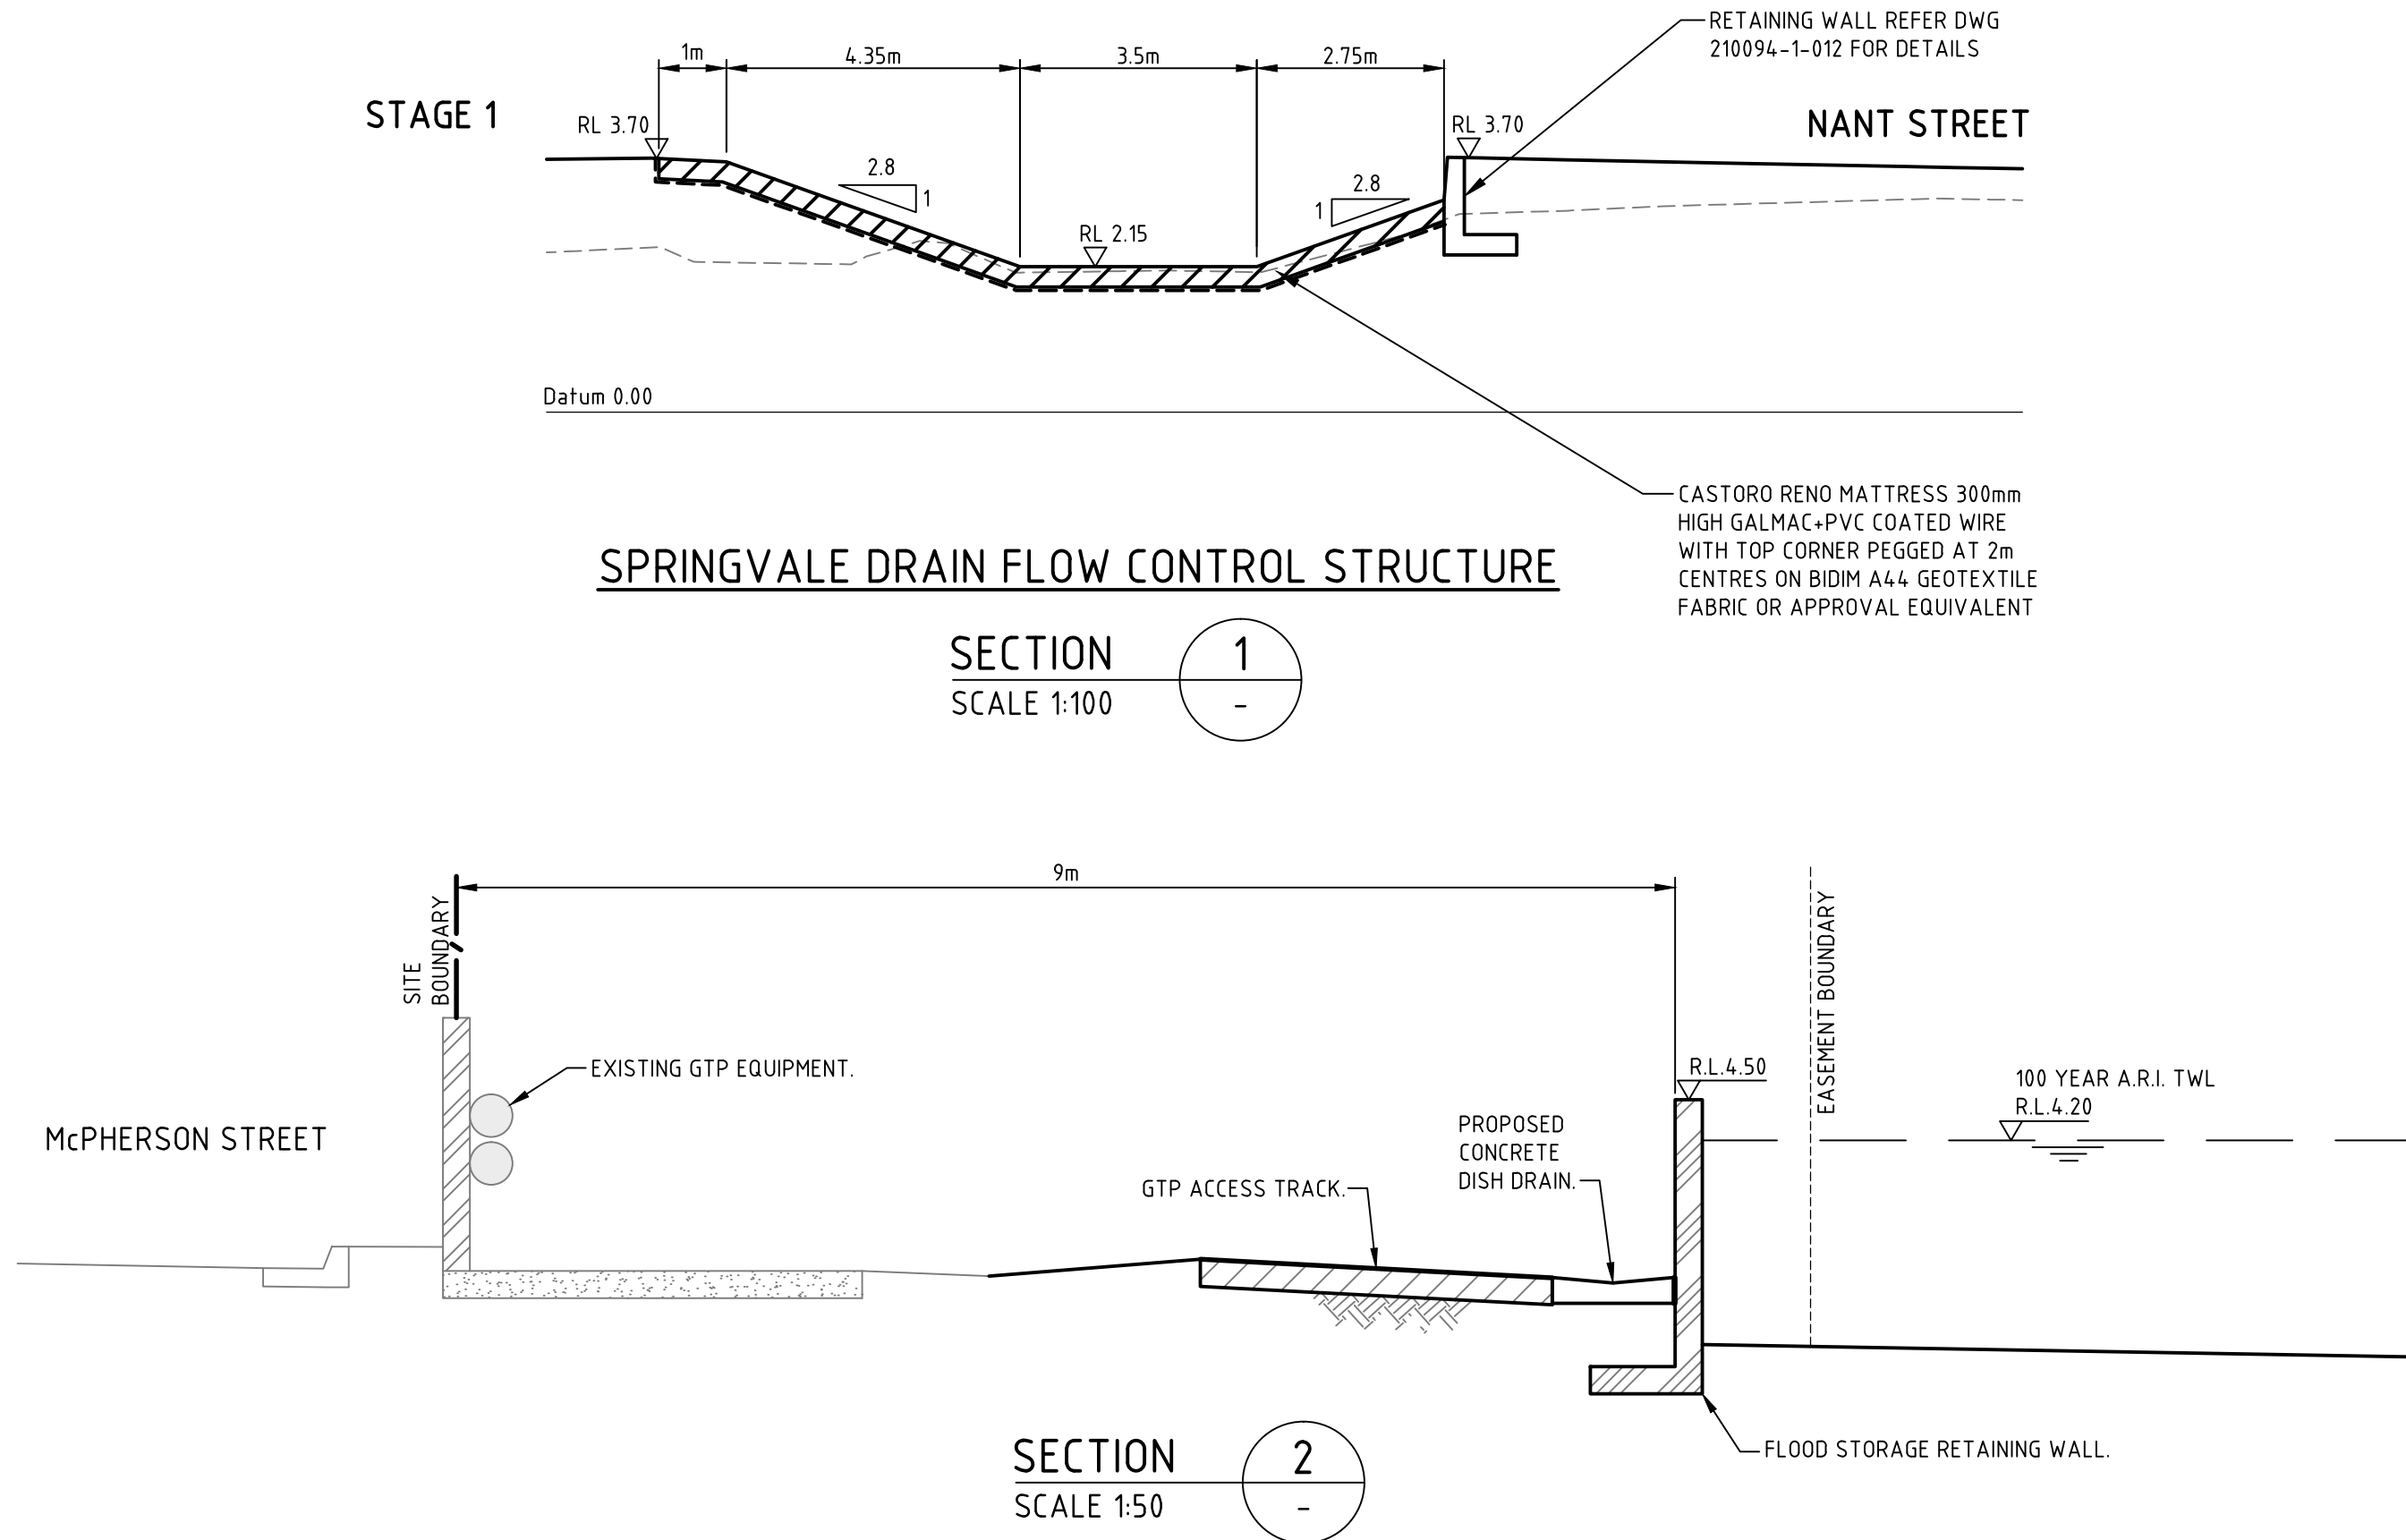 RETAINING WALL REFER DWG
210094-1-012 FOR DETAILS
1m
4.35m
3.5m
2.75m
STAGE 1
RL 3.70
RL 3.70
NANT STREET
2.8
1
2.8
1
RL 2.15
Datum 0.00
CASTORO RENO MATTRESS 300mm
HIGH GALMAC+PVC COATED WIRE
WITH TOP CORNER PEGGED AT 2m
CENTRES ON BIDIM A44 GEOTEXTILE
FABRIC OR APPROVAL EQUIVALENT
SPRINGVALE DRAIN FLOW CONTROL STRUCTURE
SECTION
1
SCALE 1:100
-
9m
SITE
BOUNDARY
EASEMENT BOUNDARY
EXISTING GTP EQUIPMENT.
R.L.4.50
100 YEAR A.R.I. TWL
R.L.4.20
McPHERSON STREET
PROPOSED
CONCRETE
DISH DRAIN.
GTP ACCESS TRACK.
FLOOD STORAGE RETAINING WALL.
SECTION
2
SCALE 1:50
-